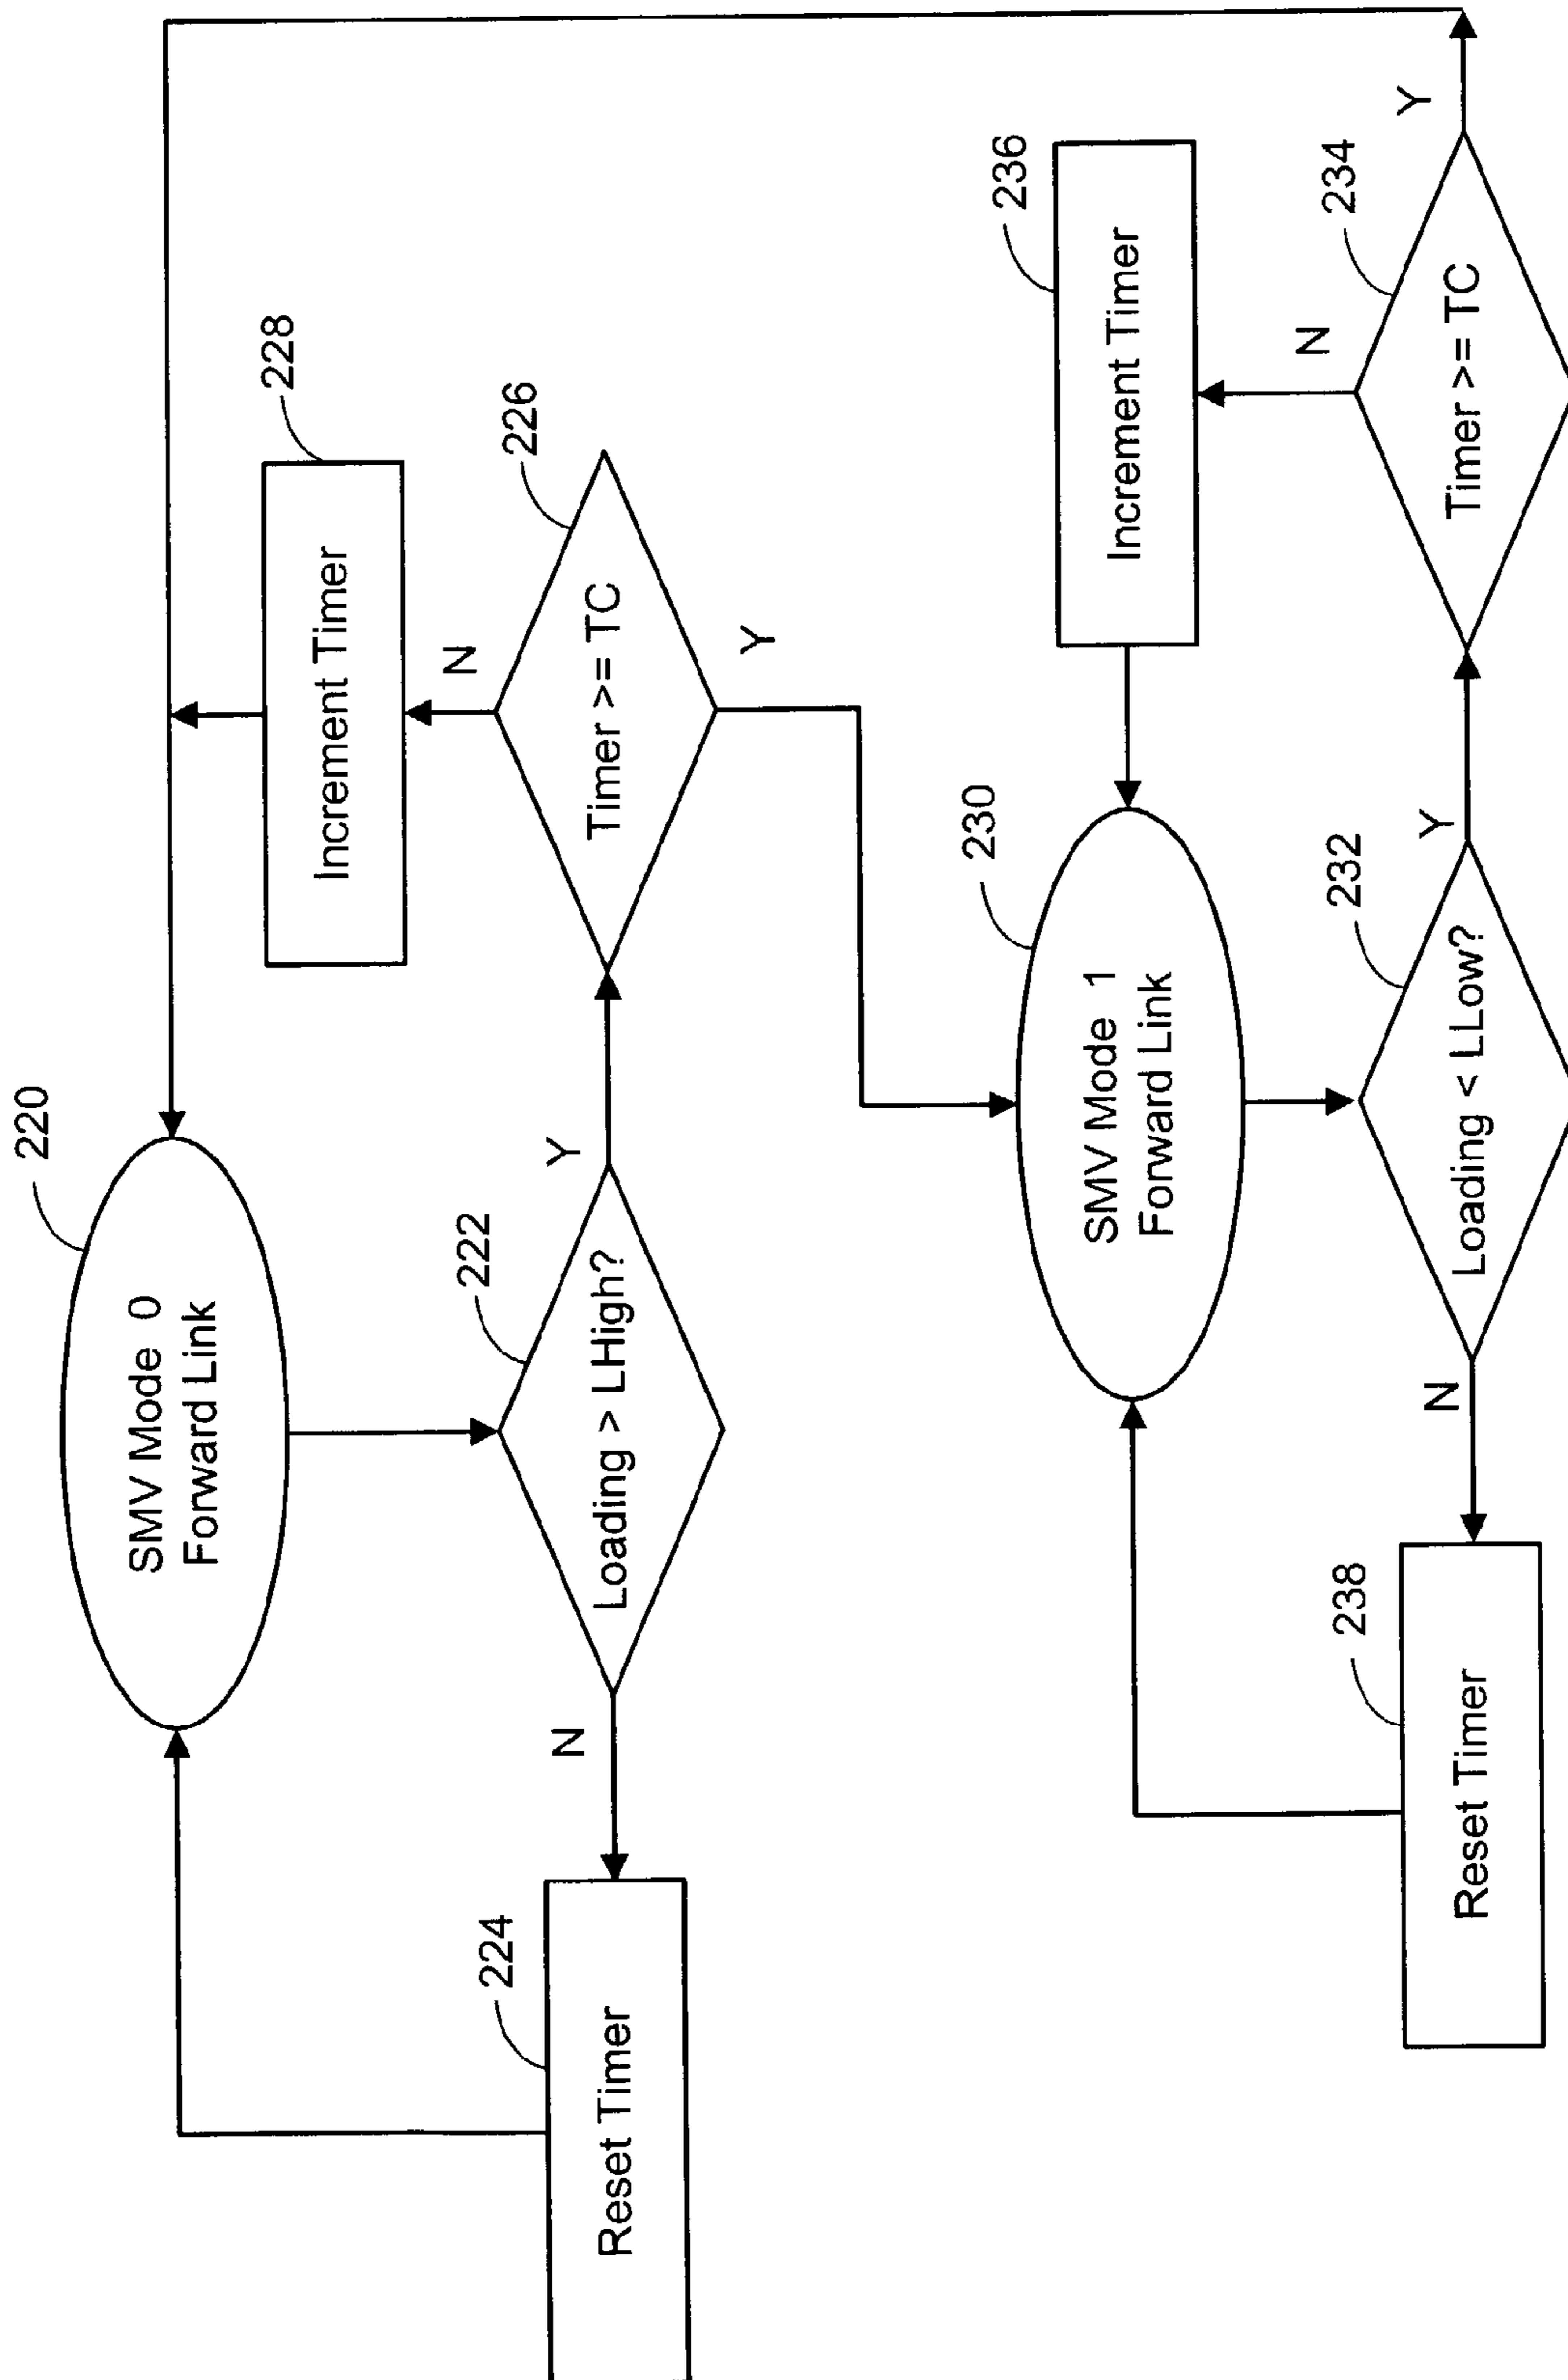 220
SMV Mode 0
Forward Link
228
Increment Timer
222
Loading > LHigh?
Y
N
226
Timer >= TC
N
Y
224
Reset Timer
230
SMV Mode 1
Forward Link
236
Increment Timer
232
Loading < LLow?
Y
N
234
Timer >= TC
N
Y
238
Reset Timer